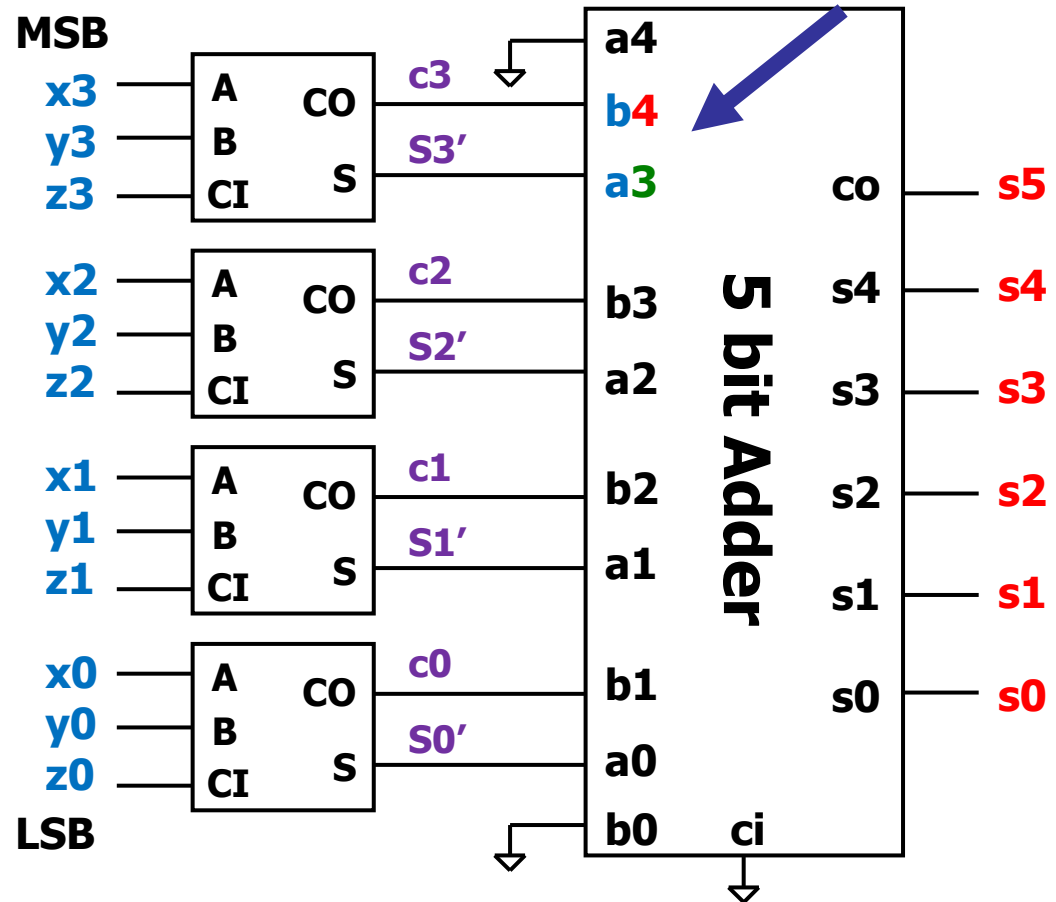 MSB
x3 A CO c3
y3 B S3’
z3 CI S
x2 A CO c2
y2 B S2’
z2 CI S
x1 A CO c1
y1 B S1’
z1 CI S
x0 A CO c0
y0 B S0’
z0 CI S
LSB
a4
b4
a3
b3
a2
b2
a1
b1
a0
b0
ci
5 bit Adder
co s5
s4 s4
s3 s3
s2 s2
s1 s1
s0 s0